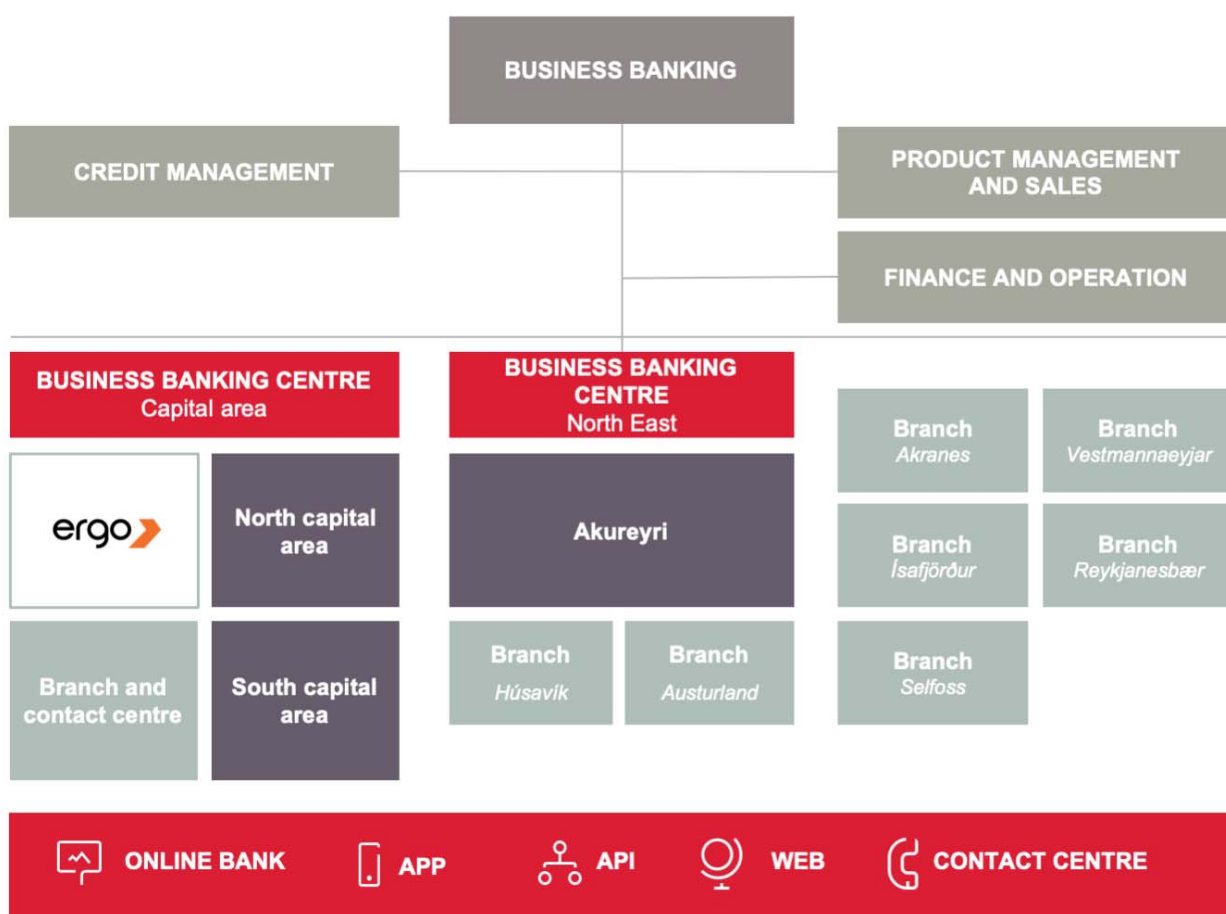 BUSINESS BANKING
CREDIT MANAGEMENT
PRODUCT MANAGEMENT
AND SALES
FINANCE AND OPERATION
BUSINESS BANKING CENTRE
Capital area
ergo
North capital
area
Branch and
contact centre
South capital
area
BUSINESS BANKING
CENTRE
North East
Akureyri
Branch
Húsavík
Branch
Austurland
Branch
Akranes
Branch
Vestmannaeyjar
Branch
Ísafjörður
Branch
Reykjanesbær
Branch
Selfoss
ONLINE BANK
APP
API
WEB
CONTACT CENTRE